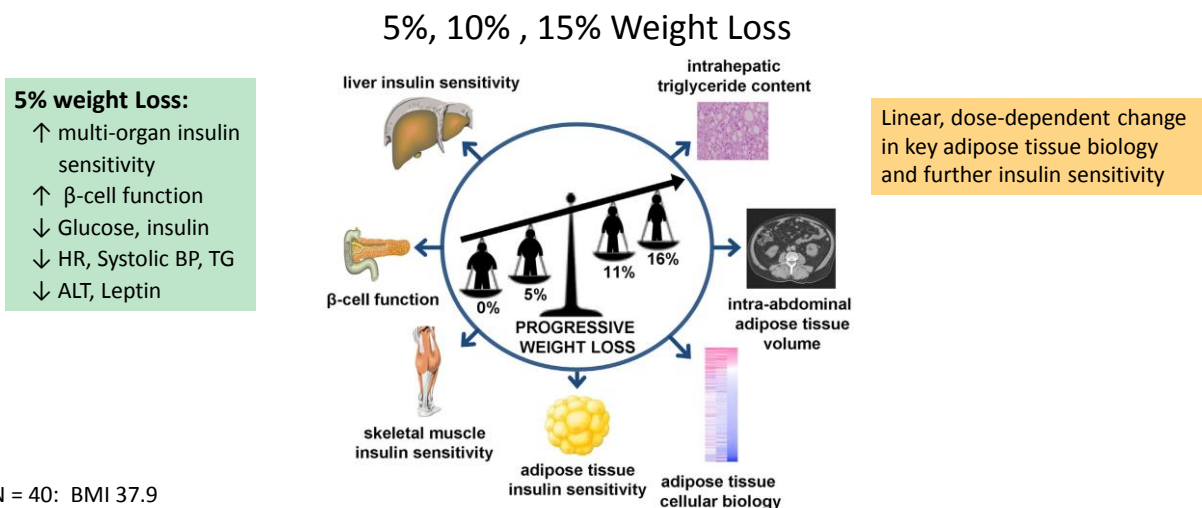 5%, 10% , 15% Weight Loss
5% weight Loss:
↑ multi-organ insulin
sensitivity
↑ β-cell function
↓ Glucose, insulin
↓ HR, Systolic BP, TG
↓ ALT, Leptin
liver insulin sensitivity
intrahepatic
triglyceride content
Linear, dose-dependent change
in key adipose tissue biology
and further insulin sensitivity
0%
5%
11%
16%
PROGRESSIVE
WEIGHT LOSS
β-cell function
intra-abdominal
adipose tissue
volume
skeletal muscle
insulin sensitivity
adipose tissue
insulin sensitivity
adipose tissue
cellular biology
N = 40: BMI 37.9